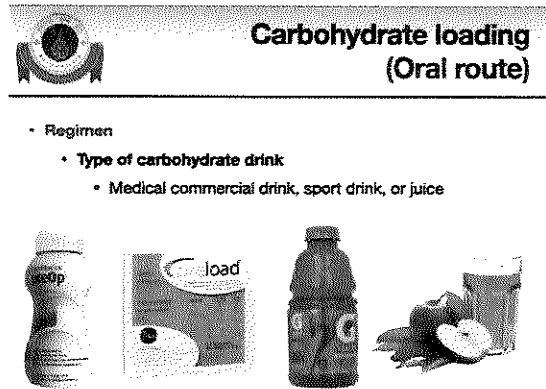 Carbohydrate loading
(Oral route)
• Regimen
• Type of carbohydrate drink
• Medical commercial drink, sport drink, or juice
load
G